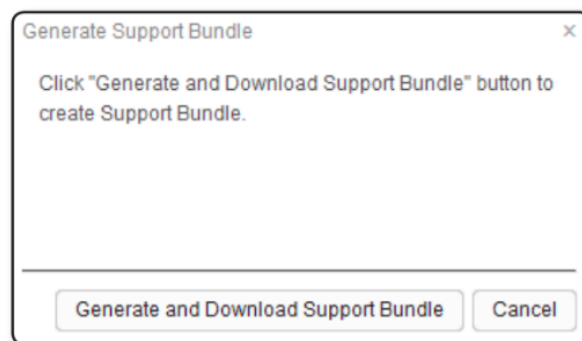 Generate Support Bundle ×
Click "Generate and Download Support Bundle" button to
create Support Bundle.
Generate and Download Support Bundle Cancel